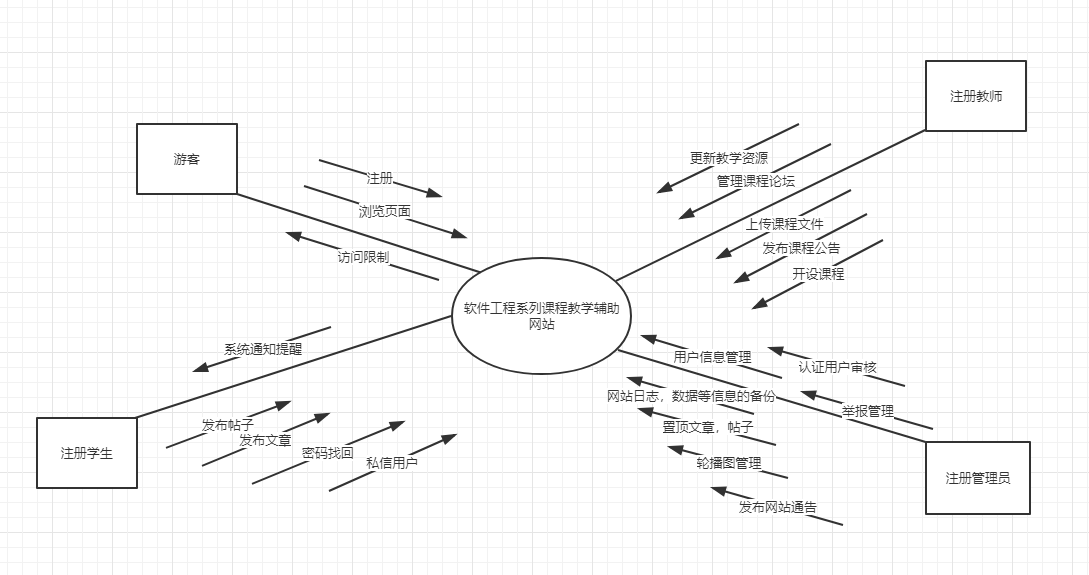 注册教师
游客
更新教学资源
注册
管理课程论坛
浏览页面
上传课程文件
发布课程公告
访问限制
开设课程
软件工程系列课程教学辅助
网站
系统通知提醒
用户信息管理
认证用户审核
网站日志，数据等信息的备份
举报管理
发布帖子
置顶文章，帖子
发布文章
注册学生
密码找回
私信用户
轮播图管理
注册管理员
发布网站通告